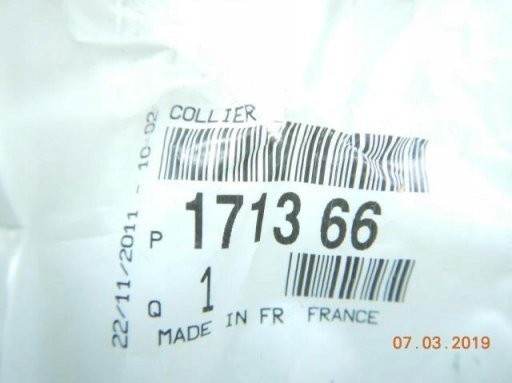 COLLIER
P 1713 66
Q 1
MADE IN FR FRANCE
22/11/2011 - 10-02
07.03.2019